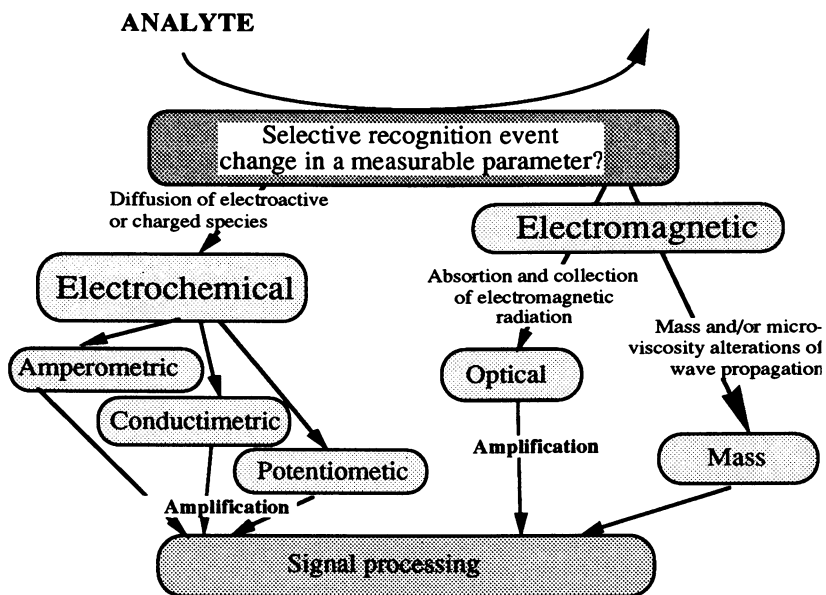 ANALYTE
Selective recognition event
change in a measurable parameter?
Diffusion of electroactive
or charged species
Electromagnetic
Electrochemical
Absortion and collection
of electromagnetic
radiation
Mass and/or micro-
viscosity alterations of
wave propagation
Amperometric
Optical
Conductimetric
Amplification
Potentiometic
Mass
Amplification
Signal processing